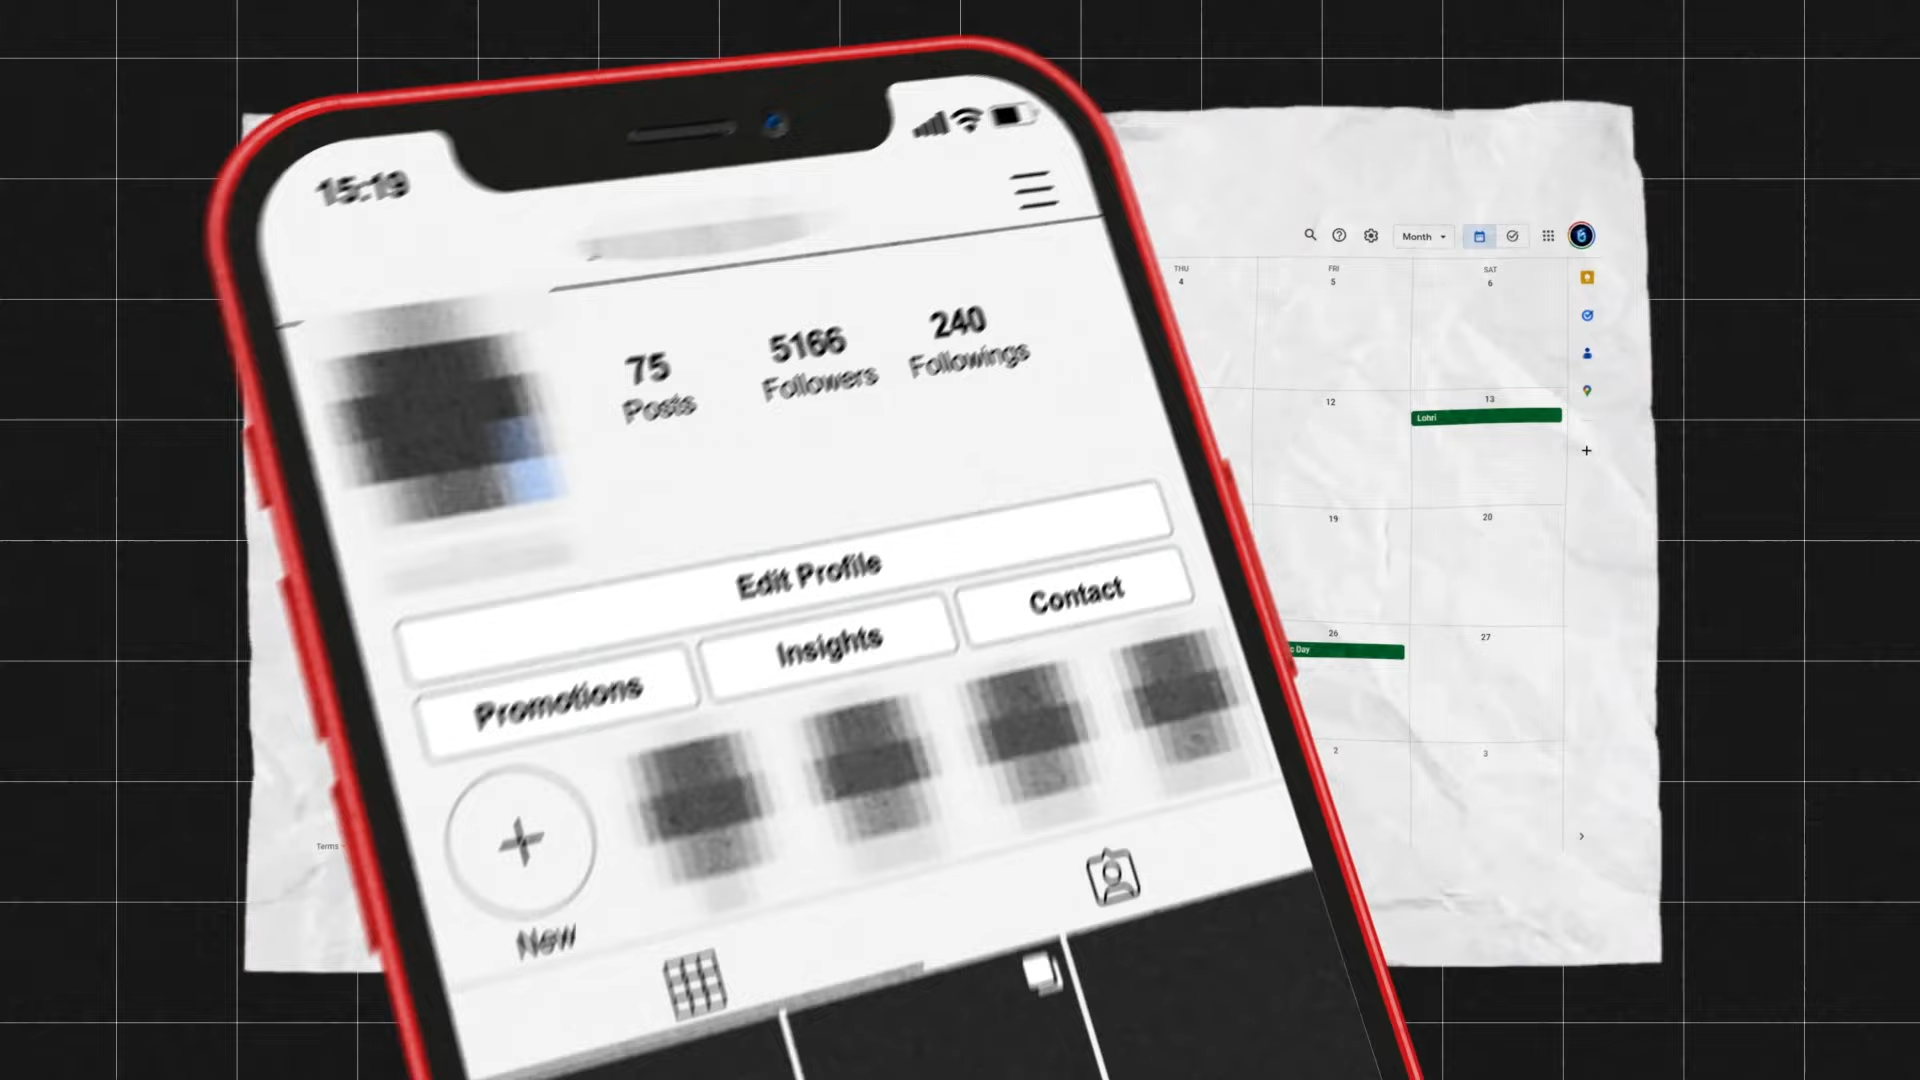 15:19
75
Posts
5166
Followers
240
Followings
Edit Profile
Promotions
Insights
Contact
New
Month
THU
4
FRI
5
SAT
6
12
13
Lohri
19
20
26
c Day
27
2
3
Terms